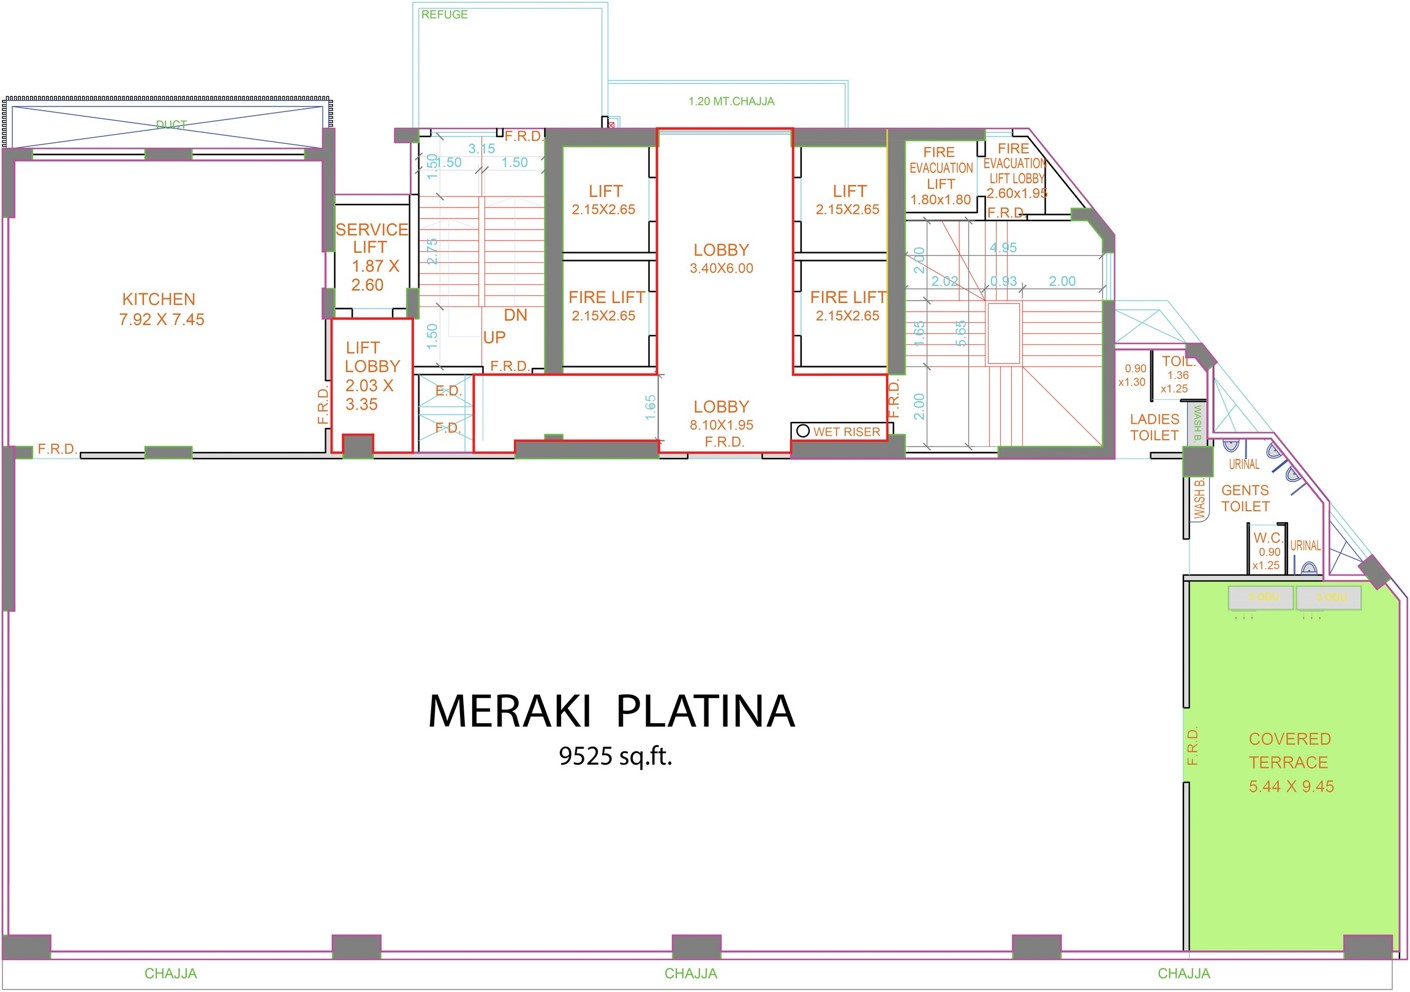 REFUGE
1.20 MT.CHAJJA
DUCT
F.R.D.
3.15
1.50
1.50
1.50
FIRE
EVACUATION
LIFT
1.80x1.80
FIRE
EVACUATION
LIFT LOBBY
2.60x1.95
F.R.D.
LIFT
2.15X2.65
LIFT
2.15X2.65
SERVICE
LIFT
1.87 X
2.60
2.75
LOBBY
3.40X6.00
4.95
2.00
2.02
0.93
2.00
KITCHEN
7.92 X 7.45
FIRE LIFT
2.15X2.65
FIRE LIFT
2.15X2.65
DN
UP
1.50
1.65
5.65
LIFT
LOBBY
2.03 X
3.35
F.R.D.
F.R.D.
E.D.
F.D.
1.65
LOBBY
8.10X1.95
F.R.D.
WET RISER
F.R.D.
2.00
0.90
x1.30
TOIL.
1.36
x1.25
LADIES
TOILET
WASH B.
F.R.D.
URINAL
GENTS
TOILET
WASH B.
W.C.
0.90
x1.25
URINAL
MERAKI PLATINA
9525 sq.ft.
F.R.D.
COVERED
TERRACE
5.44 X 9.45
CHAJJA
CHAJJA
CHAJJA